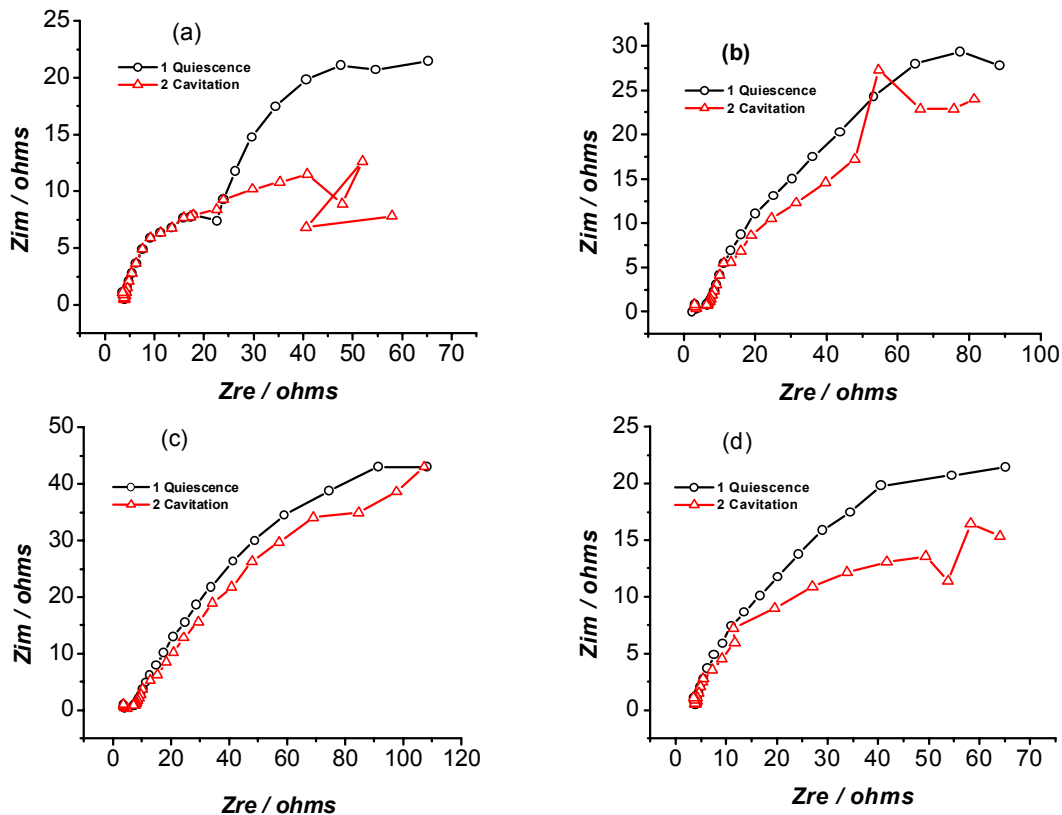 (a)
1 Quiescence
2 Cavitation
25
20
15
10
5
0
Zim / ohms
0 10 20 30 40 50 60 70
Zre / ohms
(b)
1 Quiescence
2 Cavitation
30
25
20
15
10
5
0
Zim / ohms
0 20 40 60 80 100
Zre / ohms
(c)
1 Quiescence
2 Cavitation
50
40
30
20
10
0
Zim / ohms
0 20 40 60 80 100 120
Zre / ohms
(d)
1 Quiescence
2 Cavitation
25
20
15
10
5
0
Zim / ohms
0 10 20 30 40 50 60 70
Zre / ohms